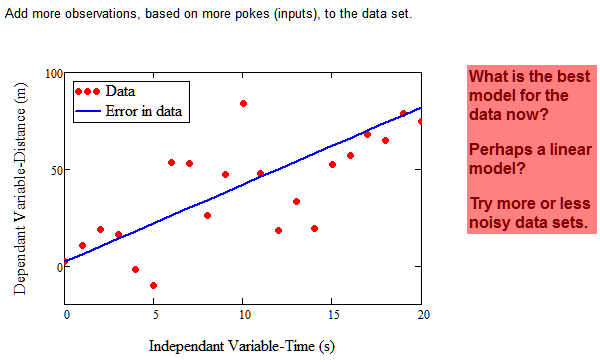 Add more observations, based on more pokes (inputs), to the data set.
100
Data
Error in data
50
0
Dependant Variable-Distance (m)
0 5 10 15 20
Independant Variable-Time (s)
What is the best
model for the
data now?
Perhaps a linear
model?
Try more or less
noisy data sets.